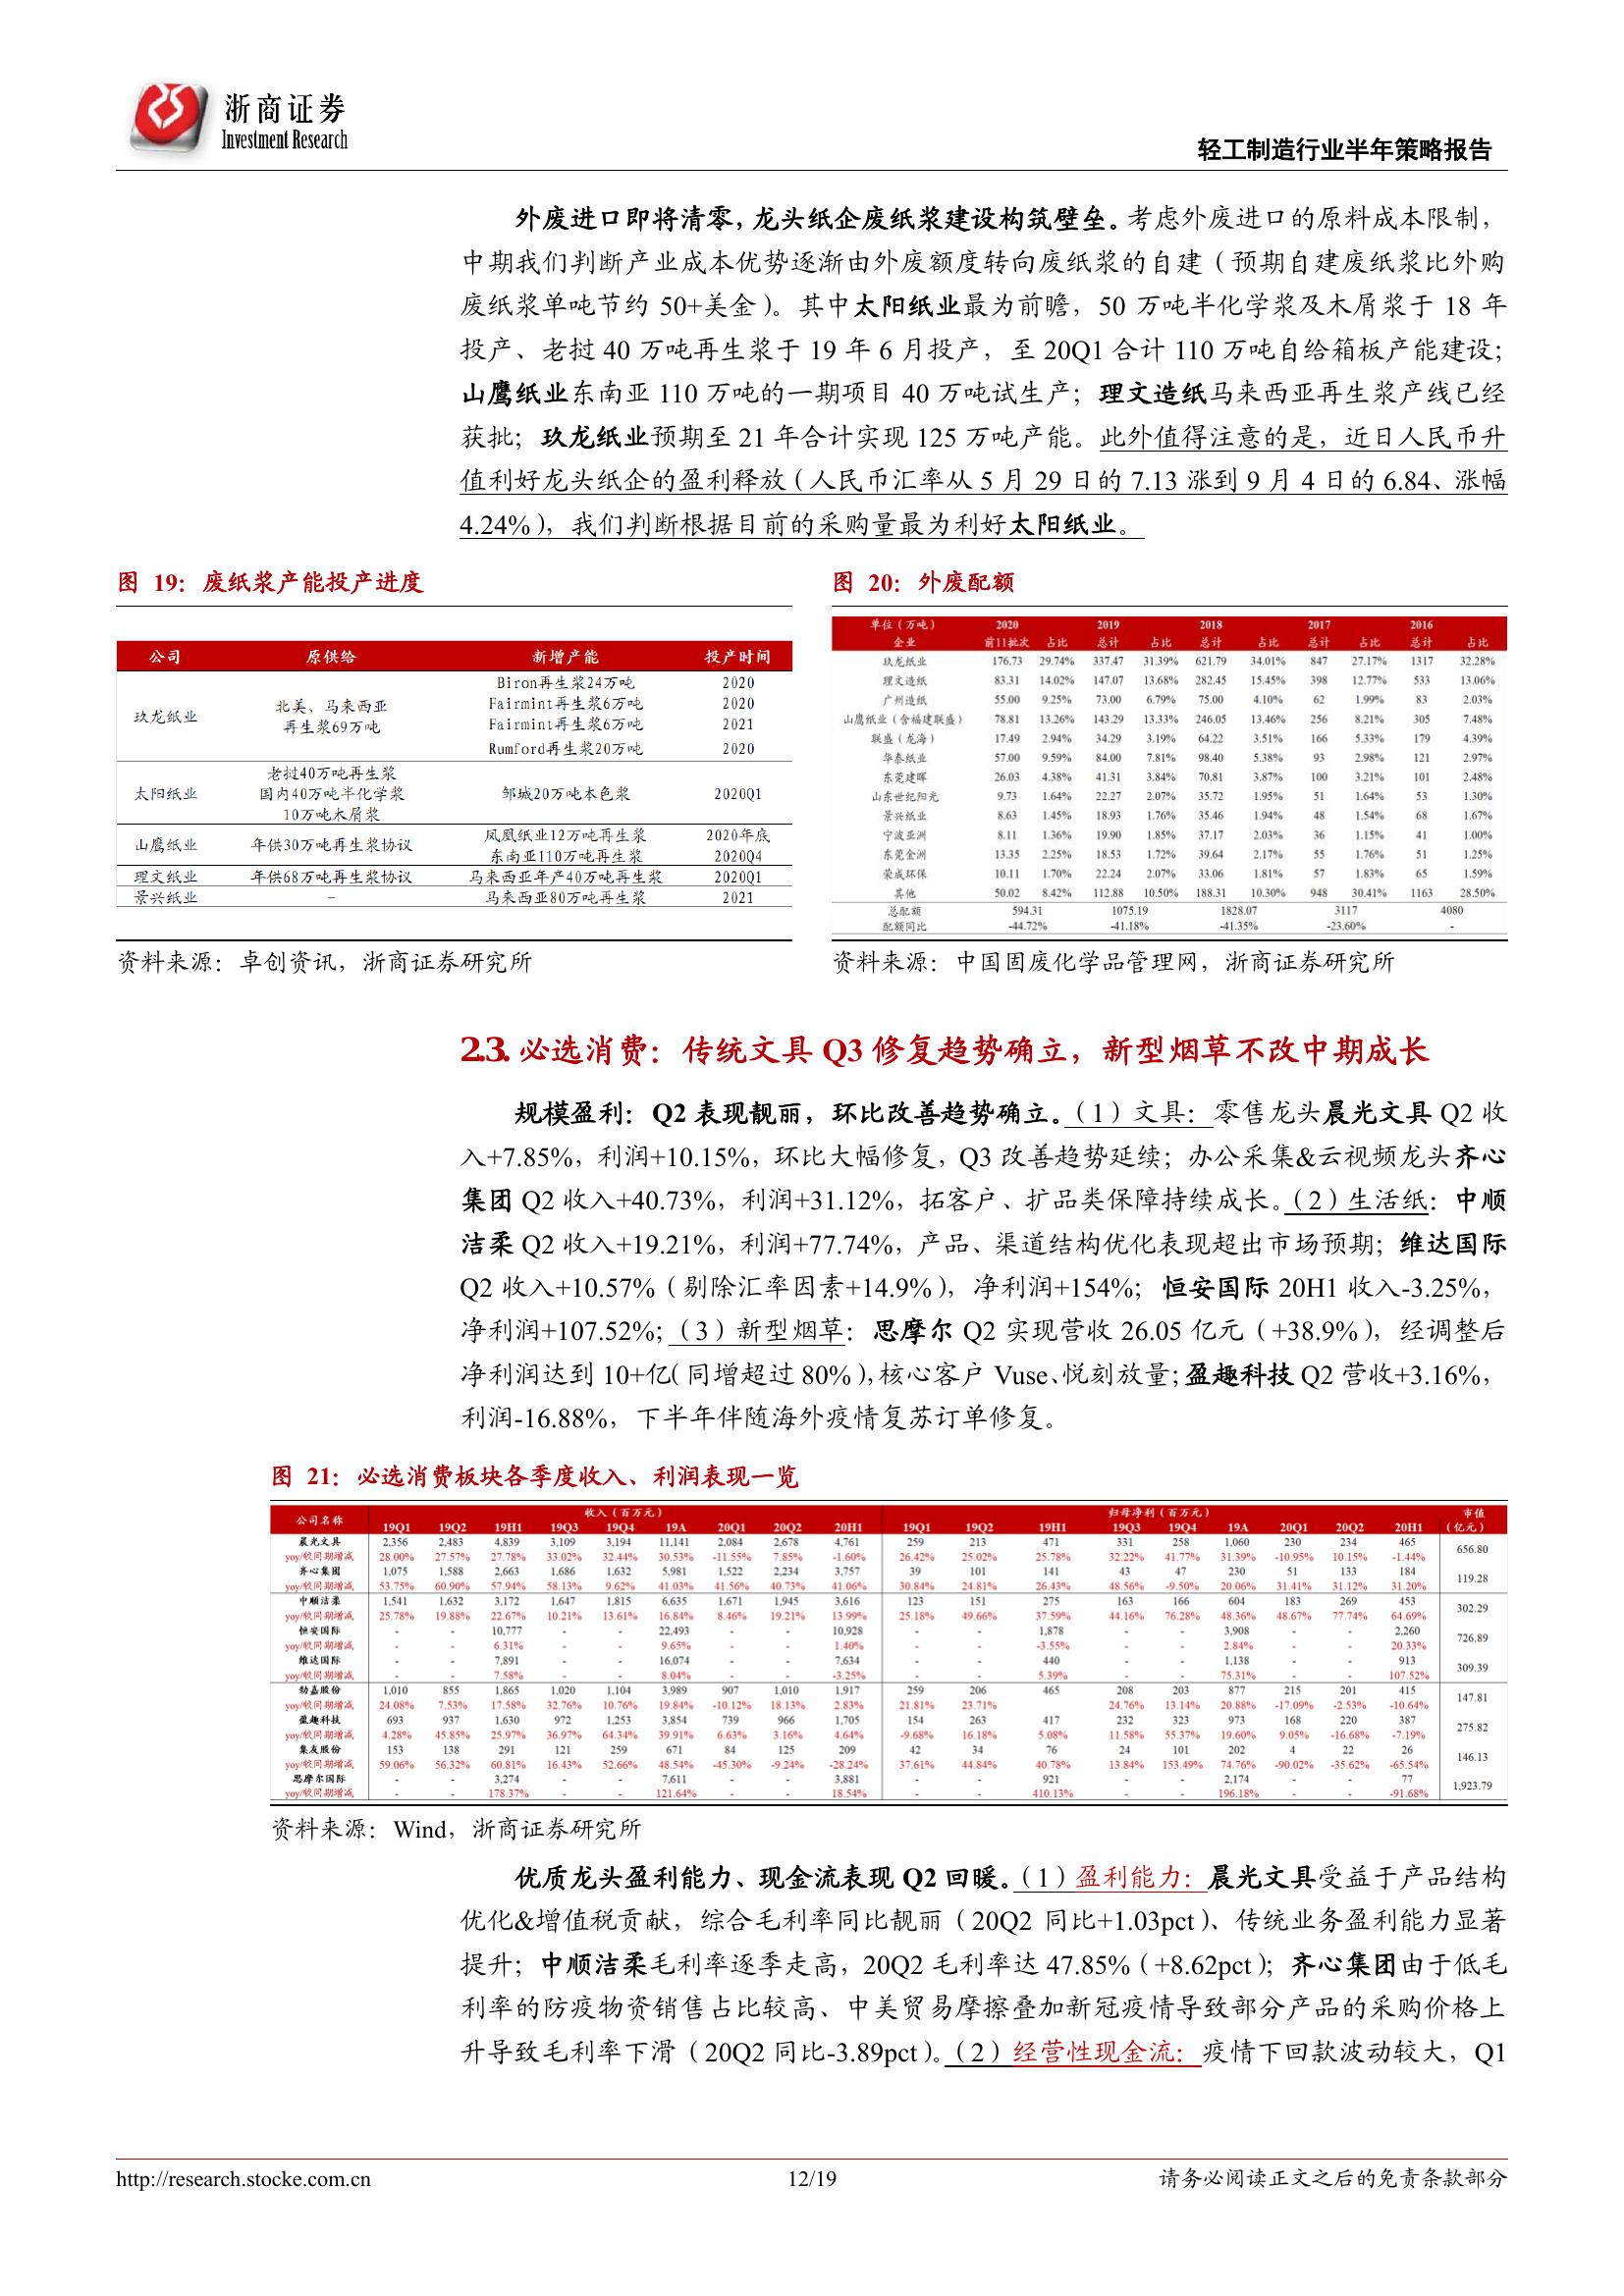 浙商证券
Investment Research
轻工制造行业半年策略报告
外废进口即将清零，龙头纸企废纸浆建设构筑壁垒。考虑外废进口的原料成本限制，
中期我们判断产业成本优势逐渐由外废额度转向废纸浆的自建（预期自建废纸浆比外购
废纸浆单吨节约 50+美金）。其中太阳纸业最为前瞻，50 万吨半化学浆及木屑浆于 18 年
投产、老挝 40 万吨再生浆于 19 年 6 月投产，至 20Q1 合计 110 万吨自给箱板产能建设；
山鹰纸业东南亚 110 万吨的一期项目 40 万吨试生产；理文造纸马来西亚再生浆产线已经
获批；玖龙纸业预期至 21 年合计实现 125 万吨产能。此外值得注意的是，近日人民币升
值利好龙头纸企的盈利释放（人民币汇率从 5 月 29 日的 7.13 涨到 9 月 4 日的 6.84、涨幅
4.24%），我们判断根据目前的采购量最为利好太阳纸业。
图 19：废纸浆产能投产进度
公司 原供给 新增产能 投产时间
玖龙纸业 北美、马来西亚 再生浆69万吨
Biron再生浆24万吨 2020
Fairmint再生浆6万吨 2020
Fairmint再生浆6万吨 2021
Rumford再生浆20万吨 2020
老挝40万吨再生浆
太阳纸业 国内40万吨半化学浆 邹城20万吨本色浆 2020Q1
10万吨木屑浆
山鹰纸业 年供30万吨再生浆协议 凤凰纸业12万吨再生浆 2020年底
东南亚110万吨再生浆 2020Q4
理文纸业 年供68万吨再生浆协议 马来西亚年产40万吨再生浆 2020Q1
景兴纸业 － 马来西亚80万吨再生浆 2021
资料来源：卓创资讯，浙商证券研究所
图 20：外废配额
单位（万吨） 2020 2019 2018 2017 2016
企业 前11批次 占比 总计 占比 总计 占比 总计 占比 总计 占比
玖龙纸业 176.73 29.74% 337.47 31.39% 621.79 34.01% 847 27.17% 1317 32.28%
理文造纸 83.31 14.02% 147.07 13.68% 282.45 15.45% 398 12.77% 533 13.06%
广州造纸 55.00 9.25% 73.00 6.79% 75.00 4.10% 62 1.99% 83 2.03%
山鹰纸业（含福建联盛） 78.81 13.26% 143.29 13.33% 246.05 13.46% 256 8.21% 305 7.48%
联盛（龙海） 17.49 2.94% 34.29 3.19% 64.22 3.51% 166 5.33% 179 4.39%
华泰纸业 57.00 9.59% 84.00 7.81% 98.40 5.38% 93 2.98% 121 2.97%
东莞建晖 26.03 4.38% 41.31 3.84% 70.81 3.87% 100 3.21% 101 2.48%
山东世纪阳光 9.73 1.64% 22.27 2.07% 35.72 1.95% 51 1.64% 53 1.30%
景兴纸业 8.63 1.45% 18.93 1.76% 35.46 1.94% 48 1.54% 68 1.67%
宁波亚洲 8.11 1.36% 19.90 1.85% 37.17 2.03% 36 1.15% 41 1.00%
东莞金洲 13.35 2.25% 18.53 1.72% 39.64 2.17% 55 1.76% 51 1.25%
荣成环保 10.11 1.70% 22.24 2.07% 33.06 1.81% 57 1.83% 65 1.59%
其他 50.02 8.42% 112.88 10.50% 188.31 10.30% 948 30.41% 1163 28.50%
总配额 594.31 1075.19 1828.07 3117 4080
配额同比 -44.72% -41.18% -41.35% -23.60% -
资料来源：中国固废化学品管理网，浙商证券研究所
2.3. 必选消费：传统文具 Q3 修复趋势确立，新型烟草不改中期成长
规模盈利：Q2 表现靓丽，环比改善趋势确立。（1）文具：零售龙头晨光文具 Q2 收
入+7.85%，利润+10.15%，环比大幅修复，Q3 改善趋势延续；办公采集&云视频龙头齐心
集团 Q2 收入+40.73%，利润+31.12%，拓客户、扩品类保障持续成长。（2）生活纸：中顺
洁柔 Q2 收入+19.21%，利润+77.74%，产品、渠道结构优化表现超出市场预期；维达国际
Q2 收入+10.57%（剔除汇率因素+14.9%），净利润+154%；恒安国际 20H1 收入-3.25%，
净利润+107.52%；（3）新型烟草：思摩尔 Q2 实现营收 26.05 亿元（+38.9%），经调整后
净利润达到 10+亿（同增超过 80%），核心客户 Vuse、悦刻放量；盈趣科技 Q2 营收+3.16%，
利润-16.88%，下半年伴随海外疫情复苏订单修复。
图 21：必选消费板块各季度收入、利润表现一览
公司名称 收入（百万元） 归母净利（百万元） 市值（亿元）
19Q1 19Q2 19H1 19Q3 19Q4 19A 20Q1 20Q2 20H1 19Q1 19Q2 19H1 19Q3 19Q4 19A 20Q1 20Q2 20H1
晨光文具 2,356 2,483 4,839 3,109 3,194 11,141 2,084 2,678 4,761 259 213 471 331 258 1,060 230 234 465 656.80
yoy/较同期增减 28.00% 27.57% 27.78% 33.02% 32.44% 30.53% -11.55% 7.85% -1.60% 26.42% 25.02% 25.78% 32.22% 41.77% 31.39% -10.95% 10.15% -1.44%
齐心集团 1,075 1,588 2,663 1,686 1,632 5,981 1,522 2,234 3,757 39 101 141 43 47 230 51 133 184 119.28
yoy/较同期增减 53.75% 60.90% 57.94% 58.13% 9.62% 41.03% 41.56% 40.73% 41.06% 30.84% 24.81% 26.43% 48.56% -9.50% 20.06% 31.41% 31.12% 31.20%
中顺洁柔 1,541 1,632 3,172 1,647 1,815 6,635 1,671 1,945 3,616 123 151 275 163 166 604 183 269 453 302.29
yoy/较同期增减 25.78% 19.88% 22.67% 10.21% 13.61% 16.84% 8.46% 19.21% 13.99% 25.18% 49.66% 37.59% 44.16% 76.28% 48.36% 48.67% 77.74% 64.69%
恒安国际 - - 10,777 - - 22,493 - - 10,928 - - 1,878 - - 3,908 - - 2,260 726.89
yoy/较同期增减 - - 6.31% - - 9.65% - - 1.40% - - -3.55% - - 2.84% - - 20.33%
维达国际 - - 7,891 - - 16,074 - - 7,634 - - 440 - - 1,138 - - 913 309.39
yoy/较同期增减 - - 7.58% - - 8.04% - - -3.25% - - 5.39% - - 75.31% - - 107.52%
劲嘉股份 1,010 855 1,865 1,020 1,104 3,989 907 1,010 1,917 259 206 465 208 203 877 215 201 415 147.81
yoy/较同期增减 24.08% 7.53% 17.58% 32.76% 10.76% 19.84% -10.12% 18.13% 2.83% 21.81% 23.71% 24.76% 13.14% 20.88% -17.09% -2.53% -10.64%
盈趣科技 693 937 1,630 972 1,253 3,854 739 966 1,705 154 263 417 232 323 973 168 220 387 275.82
yoy/较同期增减 4.28% 45.85% 25.97% 36.97% 64.34% 39.91% 6.63% 3.16% 4.64% -9.68% 16.18% 5.08% 11.58% 55.37% 19.60% 9.05% -16.68% -7.19%
集友股份 153 138 291 121 259 671 84 125 209 42 34 76 24 101 202 4 22 26 146.13
yoy/较同期增减 59.06% 56.32% 60.81% 16.43% 52.66% 48.54% -45.30% -9.24% -28.24% 37.61% 44.84% 40.78% 13.84% 153.49% 74.76% -90.02% -35.62% -65.54%
思摩尔国际 - - 3,274 - - 7,611 - - 3,881 - - 921 - - 2,174 - - 77 1,923.79
yoy/较同期增减 - - 178.37% - - 121.64% - - 18.54% - - 410.13% - - 196.18% - - -91.68%
资料来源：Wind，浙商证券研究所
优质龙头盈利能力、现金流表现 Q2 回暖。（1）盈利能力：晨光文具受益于产品结构
优化&增值税贡献，综合毛利率同比靓丽（20Q2 同比+1.03pct）、传统业务盈利能力显著
提升；中顺洁柔毛利率逐季走高，20Q2 毛利率达 47.85%（+8.62pct）；齐心集团由于低毛
利率的防疫物资销售占比较高、中美贸易摩擦叠加新冠疫情导致部分产品的采购价格上
升导致毛利率下滑（20Q2 同比-3.89pct）。（2）经营性现金流：疫情下回款波动较大，Q1
http://research.stocke.com.cn
12/19
请务必阅读正文之后的免责条款部分